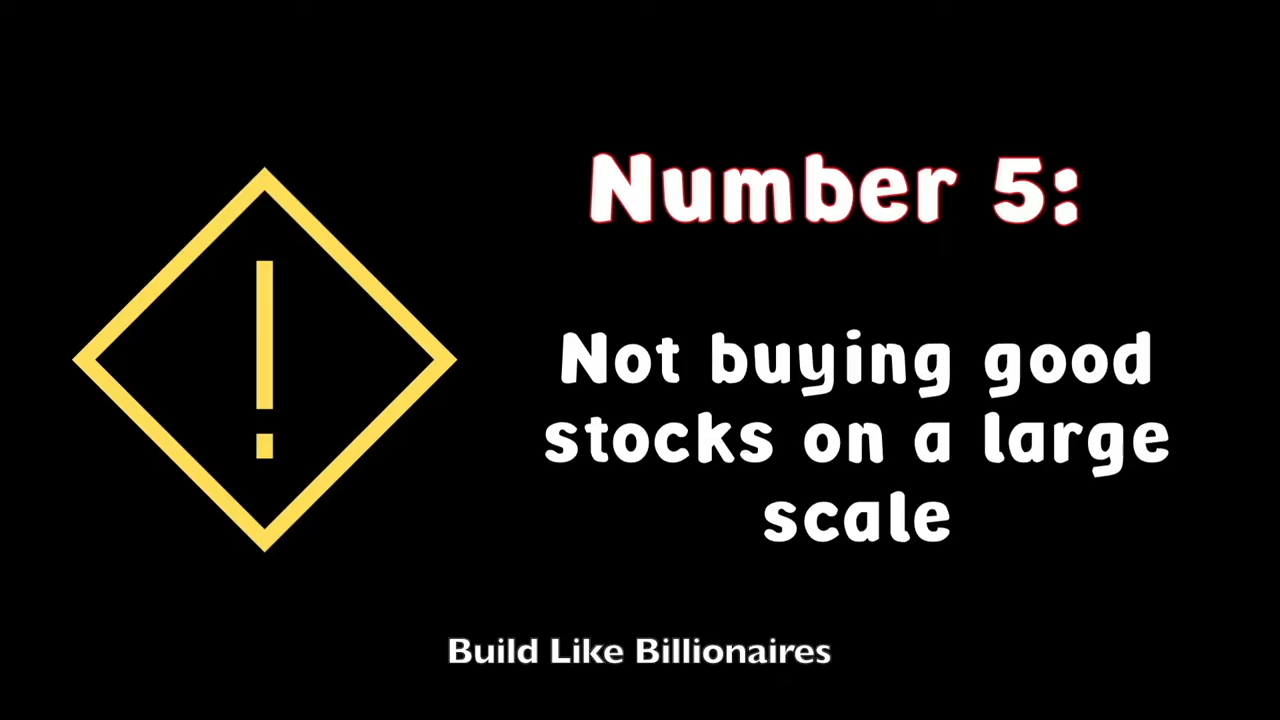 Number 5:
Not buying good
stocks on a large
scale
Build Like Billionaires